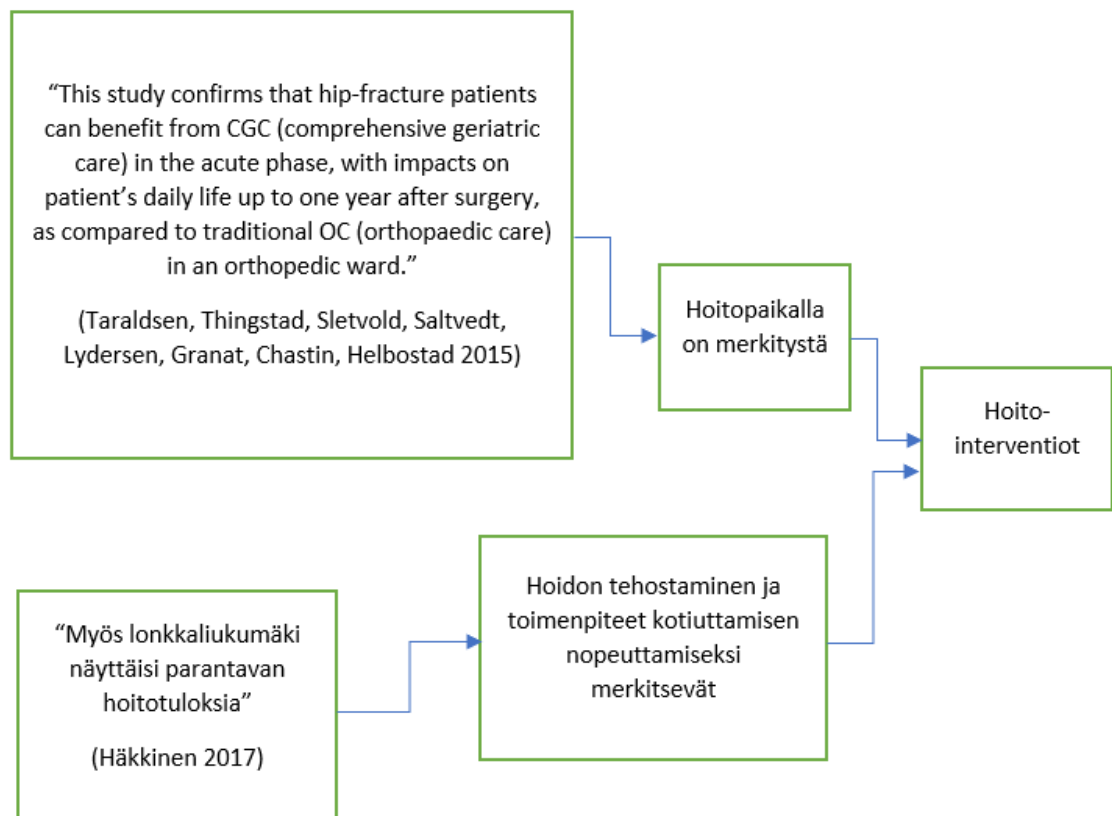 “This study confirms that hip-fracture patients
can benefit from CGC (comprehensive geriatric
care) in the acute phase, with impacts on
patient’s daily life up to one year after surgery,
as compared to traditional OC (orthopaedic care)
in an orthopedic ward.”
(Taraldsen, Thingstad, Sletvold, Saltvedt,
Lydersen, Granat, Chastin, Helbostad 2015)
Hoitopaikalla
on merkitystä
Hoito-
interventiot
Hoidon tehostaminen ja
toimenpiteet kotiuttamisen
nopeuttamiseksi
merkitsevät
“Myös lonkkaliukumäki
näyttäisi parantavan
hoitotuloksia”
(Häkkinen 2017)